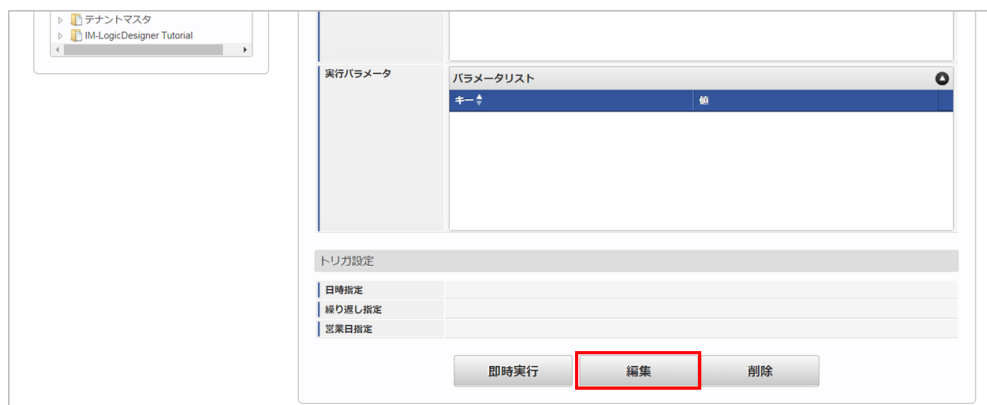 テナントマスタ
IM-LogicDesigner Tutorial
実行パラメータ
パラメータリスト
キー 値
トリガ設定
日時指定
繰り返し指定
営業日指定
即時実行 編集 削除